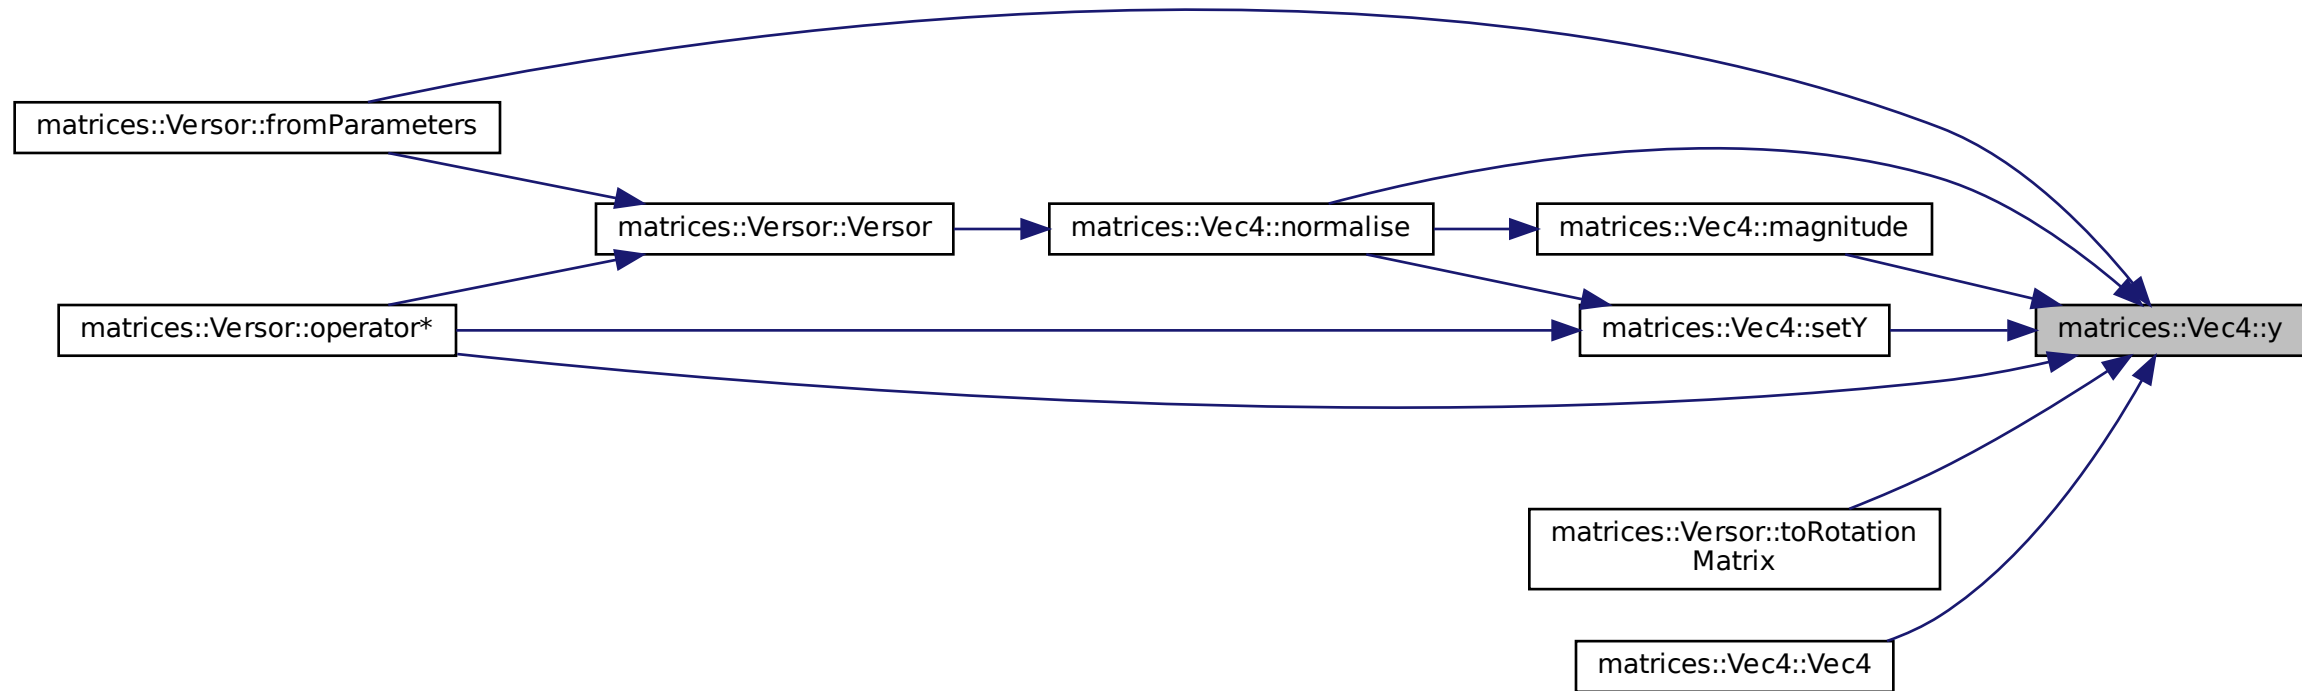 matrices::Versor::fromParameters
matrices::Versor::Versor
matrices::Vec4::normalise
matrices::Vec4::magnitude
matrices::Versor::operator*
matrices::Vec4::setY
matrices::Vec4::y
matrices::Versor::toRotation
Matrix
matrices::Vec4::Vec4